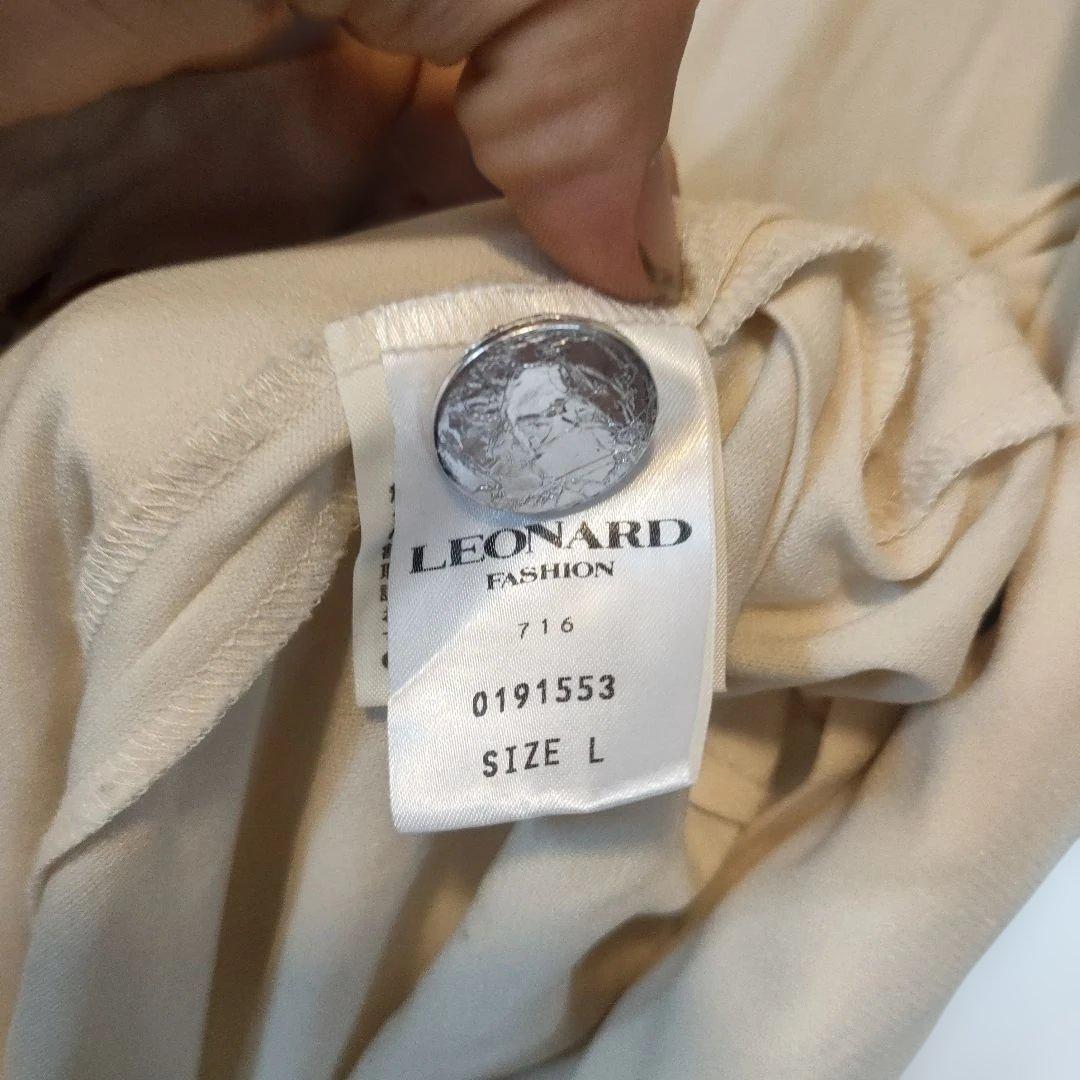 LEONARD
FASHION
716
0191553
SIZE L